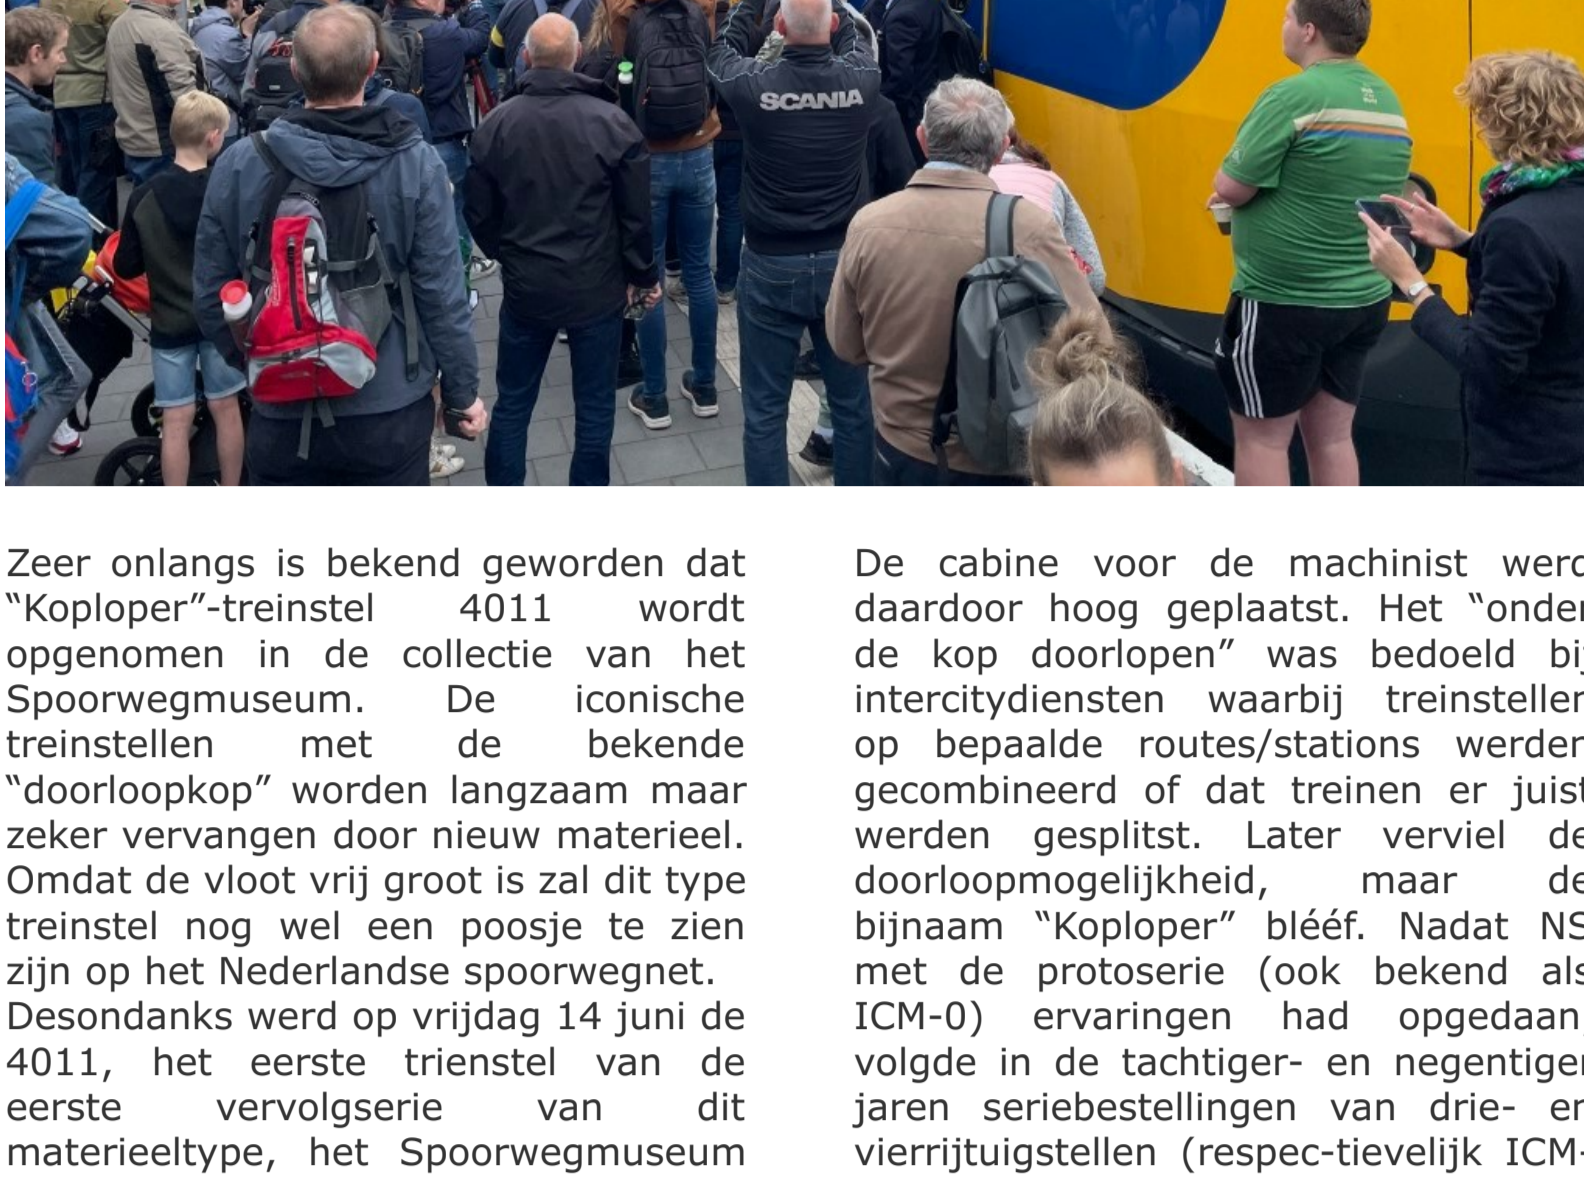 SCANIA
Zeer onlangs is bekend geworden dat
“Koploper”-treinstel 4011 wordt
opgenomen in de collectie van het
Spoorwegmuseum. De iconische
treinstellen met de bekende
“doorloopkop” worden langzaam maar
zeker vervangen door nieuw materieel.
Omdat de vloot vrij groot is zal dit type
treinstel nog wel een poosje te zien
zijn op het Nederlandse spoorwegnet.
Desondanks werd op vrijdag 14 juni de
4011, het eerste trienstel van de
eerste vervolgserie van dit
materieeltype, het Spoorwegmuseum
De cabine voor de machinist werd
daardoor hoog geplaatst. Het “onder
de kop doorlopen” was bedoeld bij
intercitydiensten waarbij treinstellen
op bepaalde routes/stations werden
gecombineerd of dat treinen er juist
werden gesplitst. Later verviel de
doorloopmogelijkheid, maar de
bijnaam “Koploper” blééf. Nadat NS
met de protoserie (ook bekend als
ICM-0) ervaringen had opgedaan,
volgde in de tachtiger- en negentiger
jaren seriebestellingen van drie- en
vierrijtuigstellen (respec-tievelijk ICM-